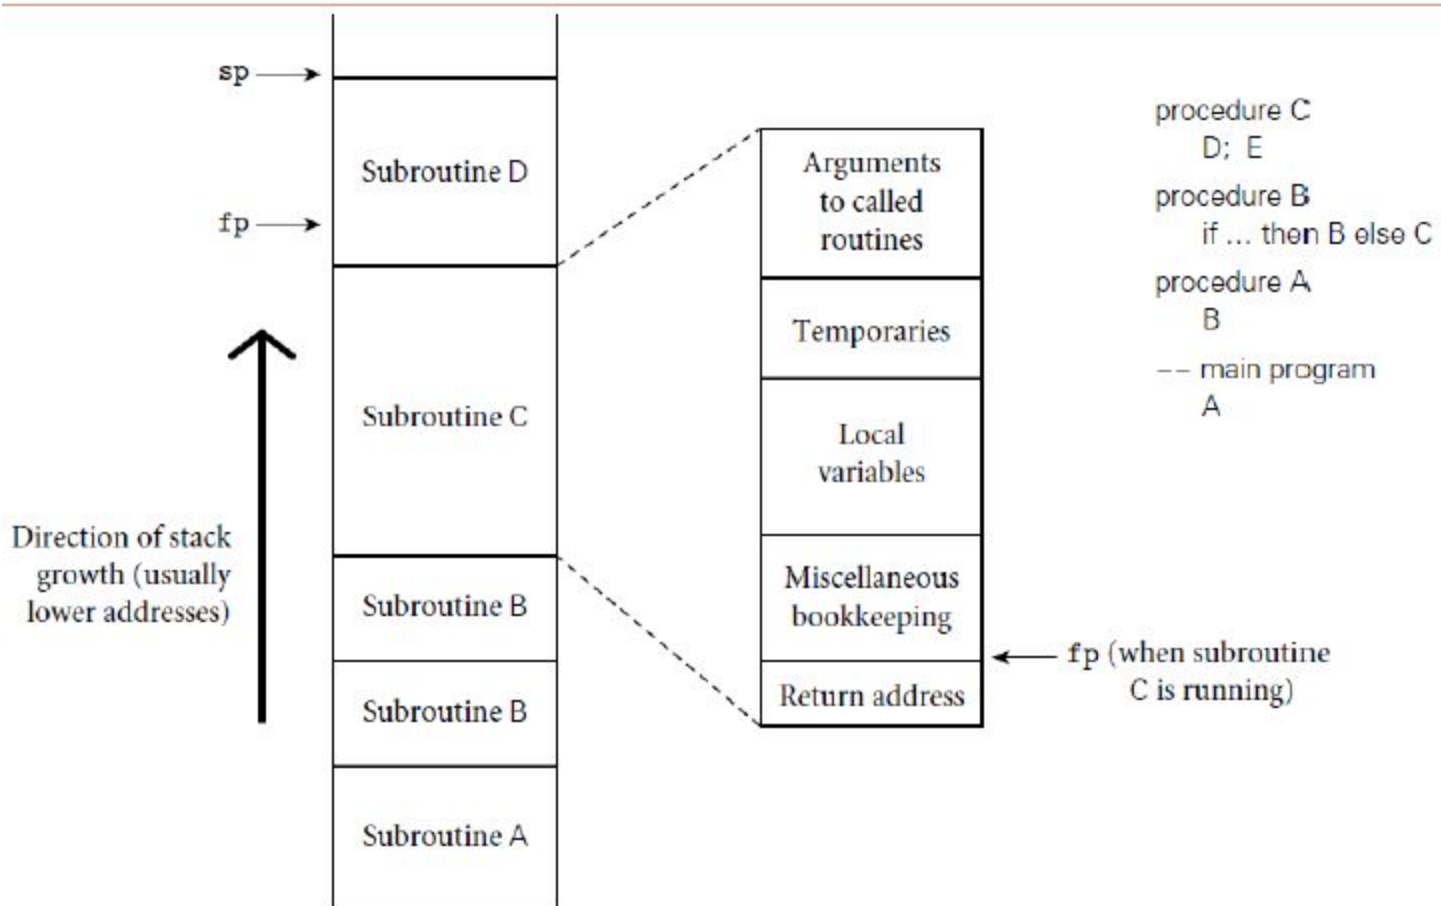 sp
Subroutine D
fp
Subroutine C
Direction of stack
growth (usually
lower addresses)
Subroutine B
Subroutine B
Subroutine A
Arguments
to called
routines
Temporaries
Local
variables
Miscellaneous
bookkeeping
Return address
fp (when subroutine
C is running)
procedure C
D; E
procedure B
if ... then B else C
procedure A
B
-- main program
A